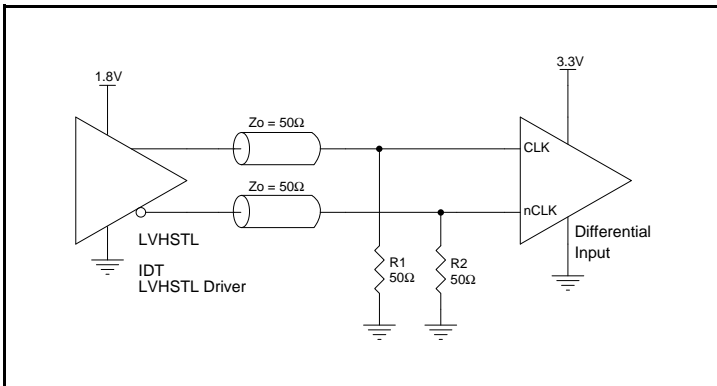 1.8V
3.3V
Zo = 50Ω
CLK
Zo = 50Ω
nCLK
LVHSTL
IDT
LVHSTL Driver
R1
50Ω
R2
50Ω
Differential
Input